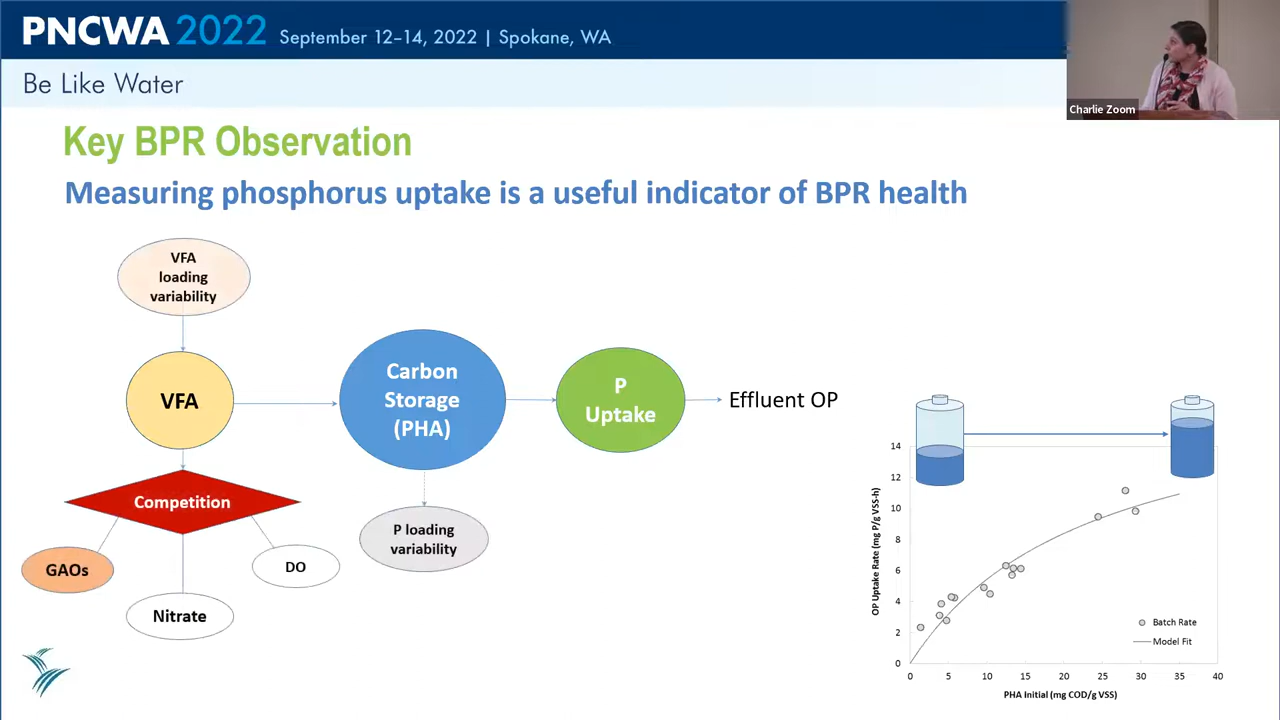 PNCWA 2022 September 12–14, 2022 | Spokane, WA
Charlie Zoom
Be Like Water
Key BPR Observation
Measuring phosphorus uptake is a useful indicator of BPR health
VFA
loading
variability
VFA
Carbon
Storage
(PHA)
P
Uptake
Effluent OP
Competition
GAOs
Nitrate
DO
P loading
variability
OP Uptake Rate (mg P/g VSS-h)
14
12
10
8
6
4
2
0
Batch Rate
Model Fit
0 5 10 15 20 25 30 35 40
PHA Initial (mg COD/g VSS)